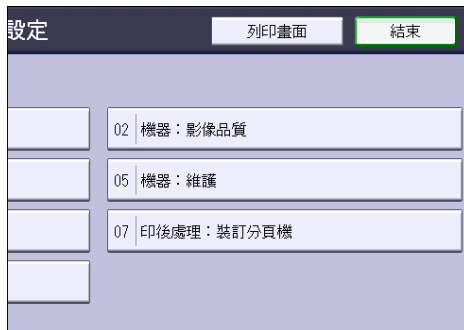 設定
列印畫面
結束
02 機器：影像品質
05 機器：維護
07 印後處理：裝訂分頁機